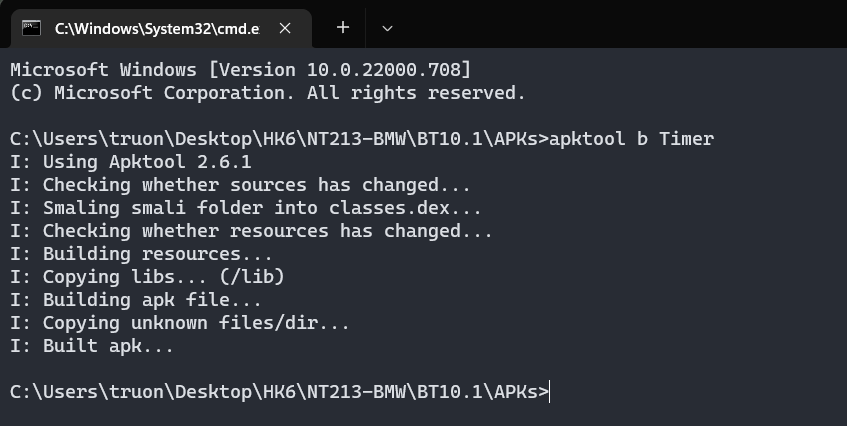 C:\Windows\System32\cmd.e
Microsoft Windows [Version 10.0.22000.708]
(c) Microsoft Corporation. All rights reserved.
C:\Users\truon\Desktop\HK6\NT213-BMW\BT10.1\APKs>apktool b Timer
I: Using Apktool 2.6.1
I: Checking whether sources has changed...
I: Smaling smali folder into classes.dex...
I: Checking whether resources has changed...
I: Building resources...
I: Copying libs... (/lib)
I: Building apk file...
I: Copying unknown files/dir...
I: Built apk...
C:\Users\truon\Desktop\HK6\NT213-BMW\BT10.1\APKs>